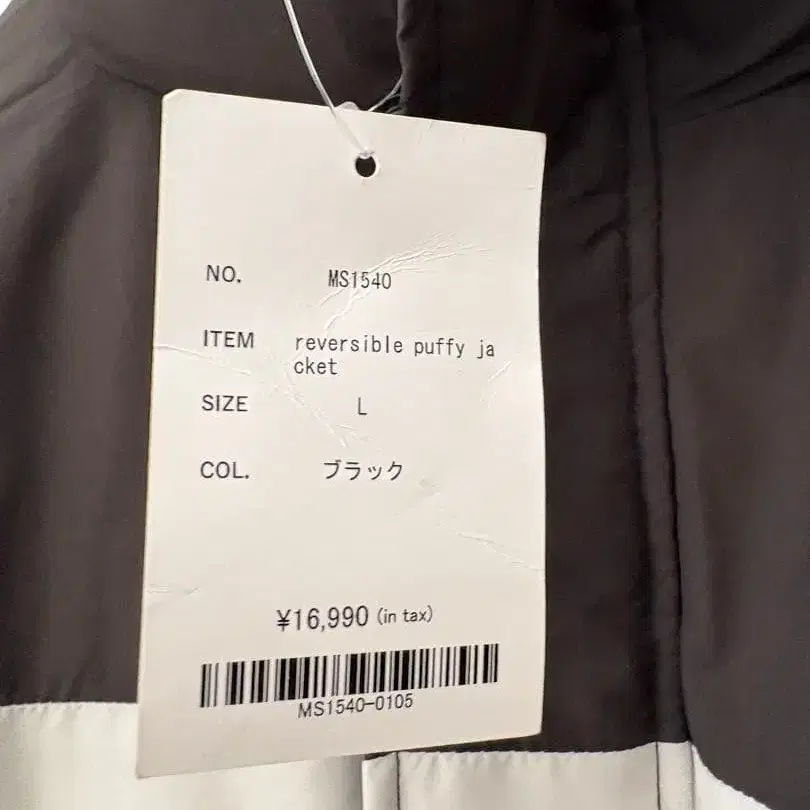 NO. MS1540
ITEM reversible puffy ja
cket
SIZE L
COL. ブラック
¥16,990 (in tax)
MS1540-0105